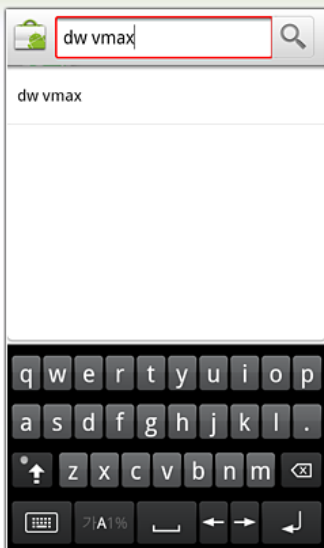 dw vmax
dw vmax
q w e r t y u i o p
a s d f g h j k l .
z x c v b n m
가A1%